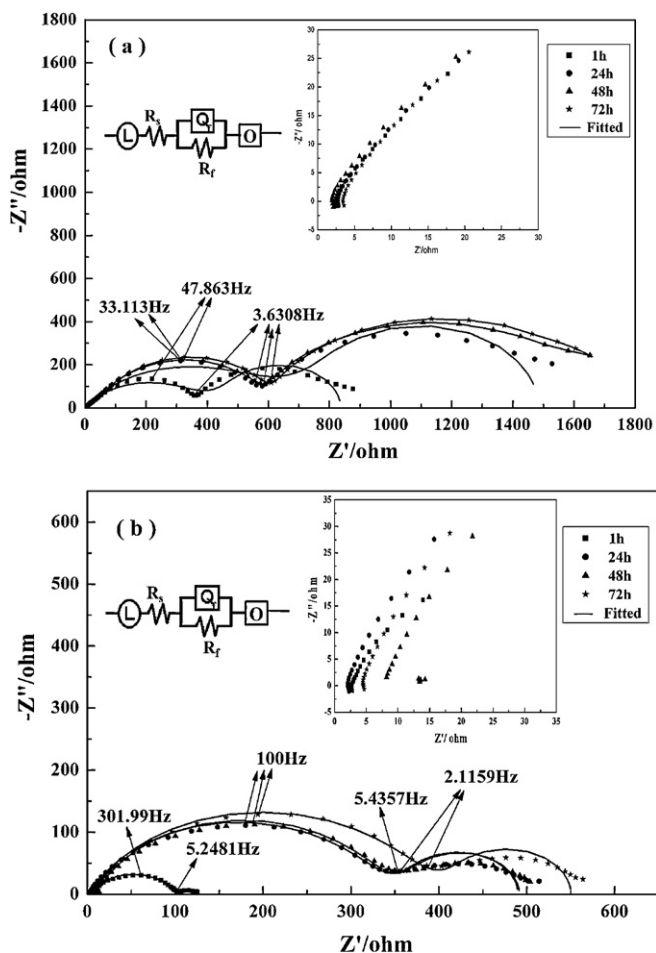 ( a )
1800
1600
1400
1200
1000
800
600
400
200
0
-Z''/ohm
0 200 400 600 800 1000 1200 1400 1600 1800
Z'/ohm
L
Rs
Q
Rf
O
47.863Hz
33.113Hz
3.6308Hz
30
25
20
15
10
5
0
-5
-Z''/ ohm
0 5 10 15 20 25 30
Z'/ohm
1h
24h
48h
72h
Fitted
( b )
600
500
400
300
200
100
0
-Z''/ohm
0 100 200 300 400 500 600
Z'/ohm
L
Rs
Q
Rf
O
301.99Hz
5.2481Hz
100Hz
5.4357Hz
2.1159Hz
35
30
25
20
15
10
5
0
-5
-Z''/ ohm
0 5 10 15 20 25 30 35
Z'/ ohm
1h
24h
48h
72h
Fitted